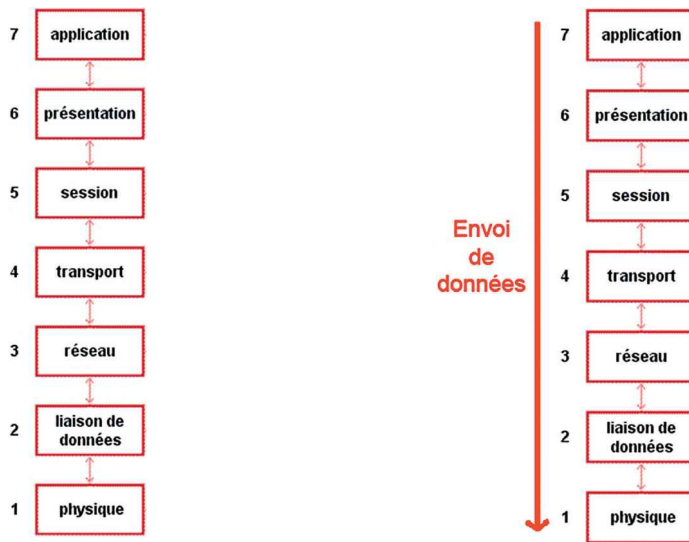 7 application
6 présentation
5 session
4 transport
3 réseau
2 liaison de
données
1 physique
Envoi
de
données
7 application
6 présentation
5 session
4 transport
3 réseau
2 liaison de
données
1 physique